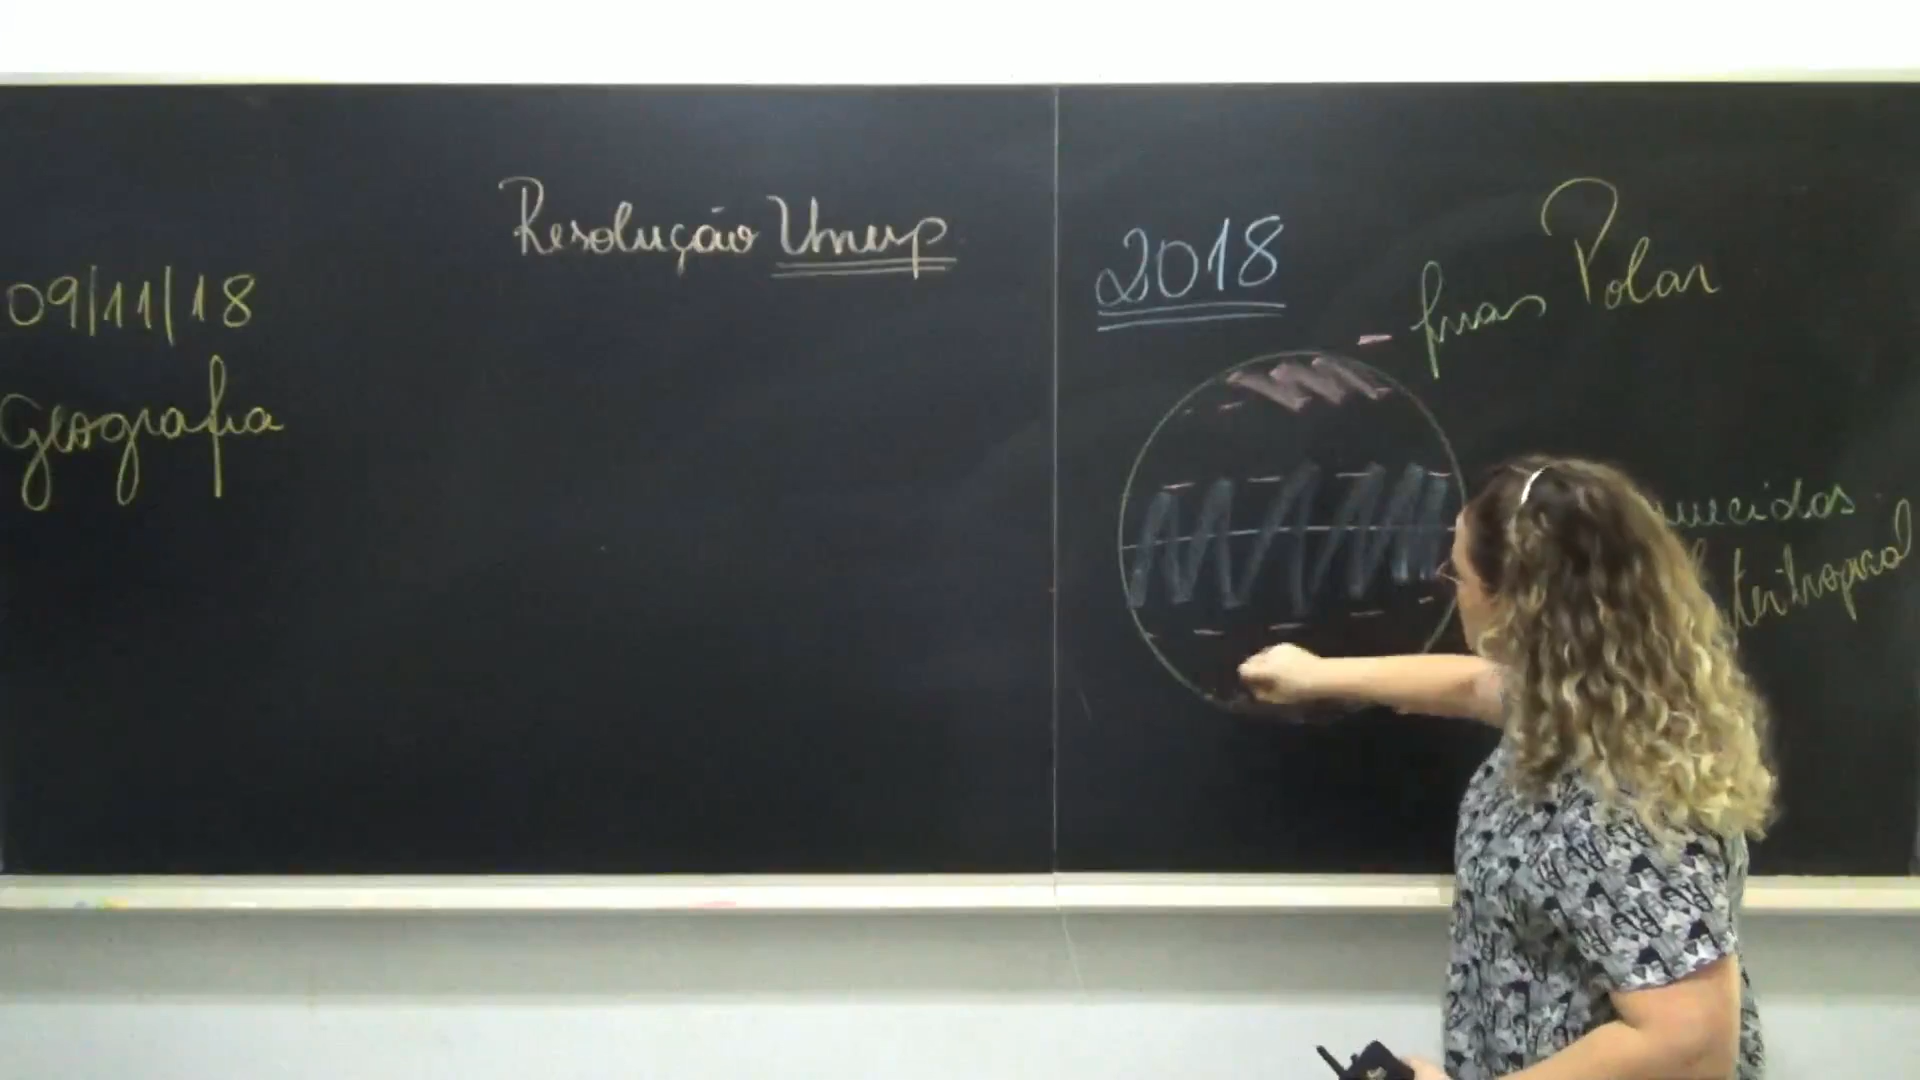 09/11/18
Geografia
Resolução Unesp
2018
frias Polar